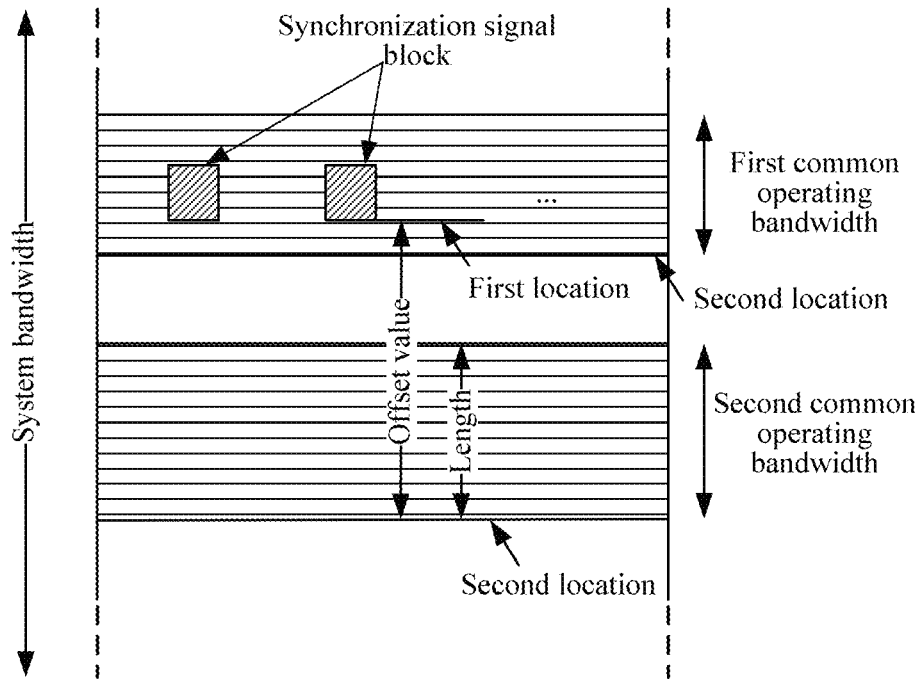 Synchronization signal
block
First common
operating
bandwidth
...
First location
Second location
System bandwidth
Offset value
Length
Second common
operating
bandwidth
Second location